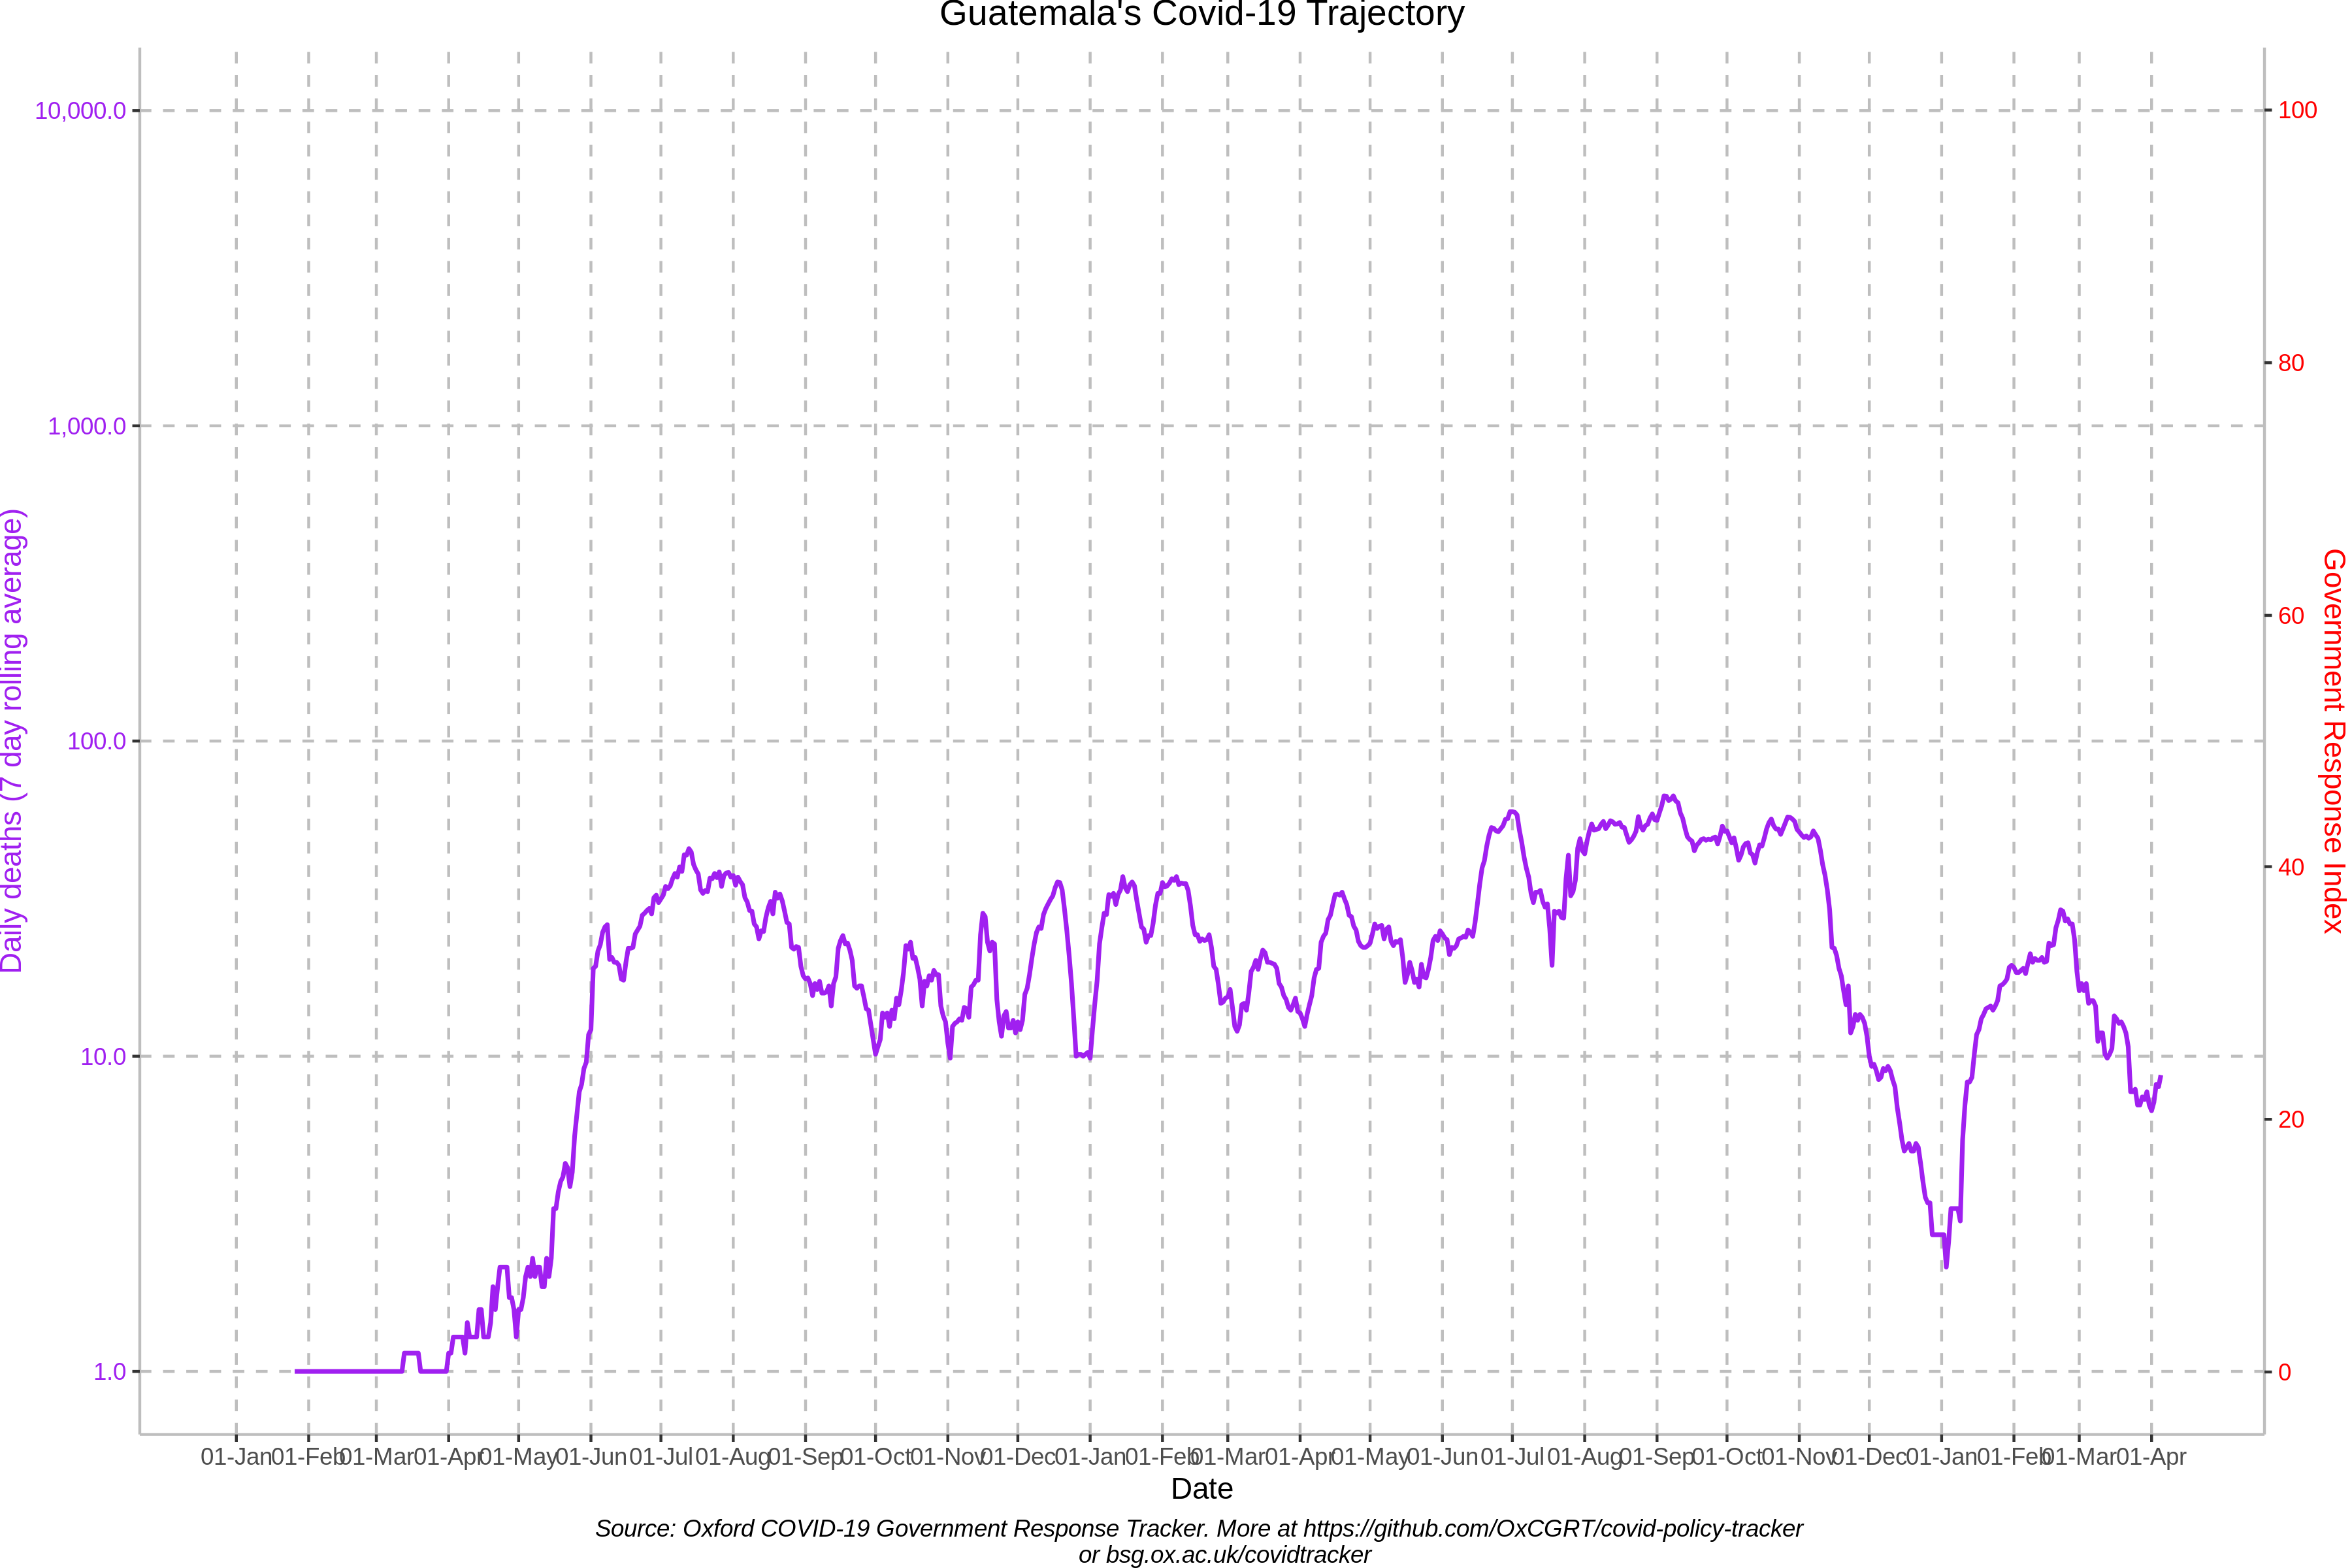 Guatemala's Covid-19 Trajectory
10,000.0
1,000.0
100.0
10.0
1.0
Daily deaths (7 day rolling average)
100
80
60
40
20
0
Government Response Index
01-Jan 01-Feb 01-Mar 01-Apr 01-May 01-Jun 01-Jul 01-Aug 01-Sep 01-Oct 01-Nov 01-Dec 01-Jan 01-Feb 01-Mar 01-Apr 01-May 01-Jun 01-Jul 01-Aug 01-Sep 01-Oct 01-Nov 01-Dec 01-Jan 01-Feb 01-Mar 01-Apr
Date
Source: Oxford COVID-19 Government Response Tracker. More at https://github.com/OxCGRT/covid-policy-tracker
or bsg.ox.ac.uk/covidtracker